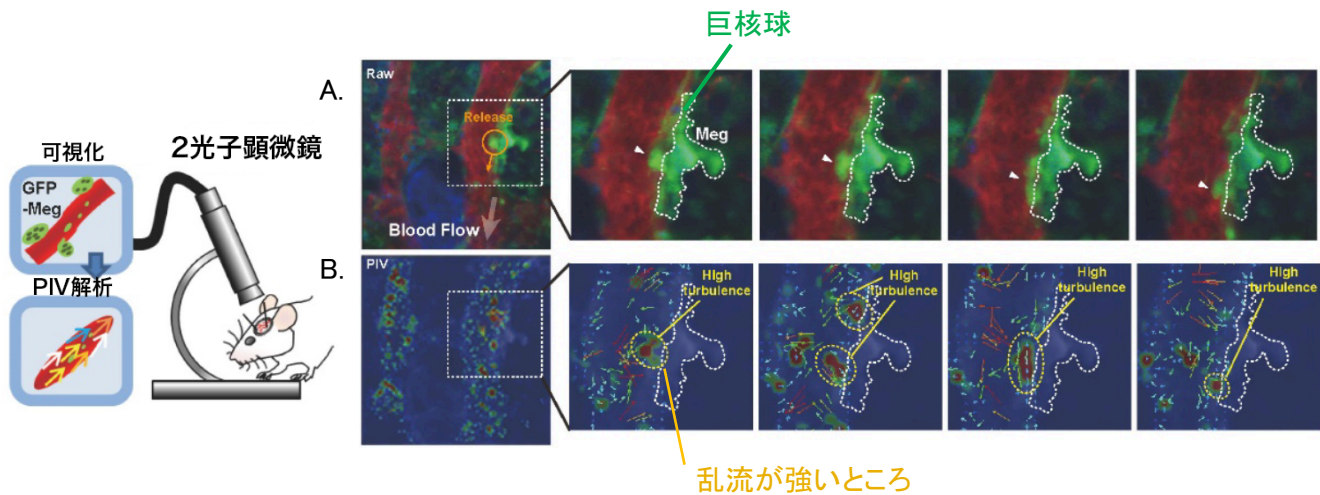 巨核球
A.
Raw
Release
Meg
2光子顕微鏡
可視化
GFP
-Meg
Blood Flow
PIV解析
B.
PIV
High
turbulence
High
turbulence
High
turbulence
High
turbulence
乱流が強いところ